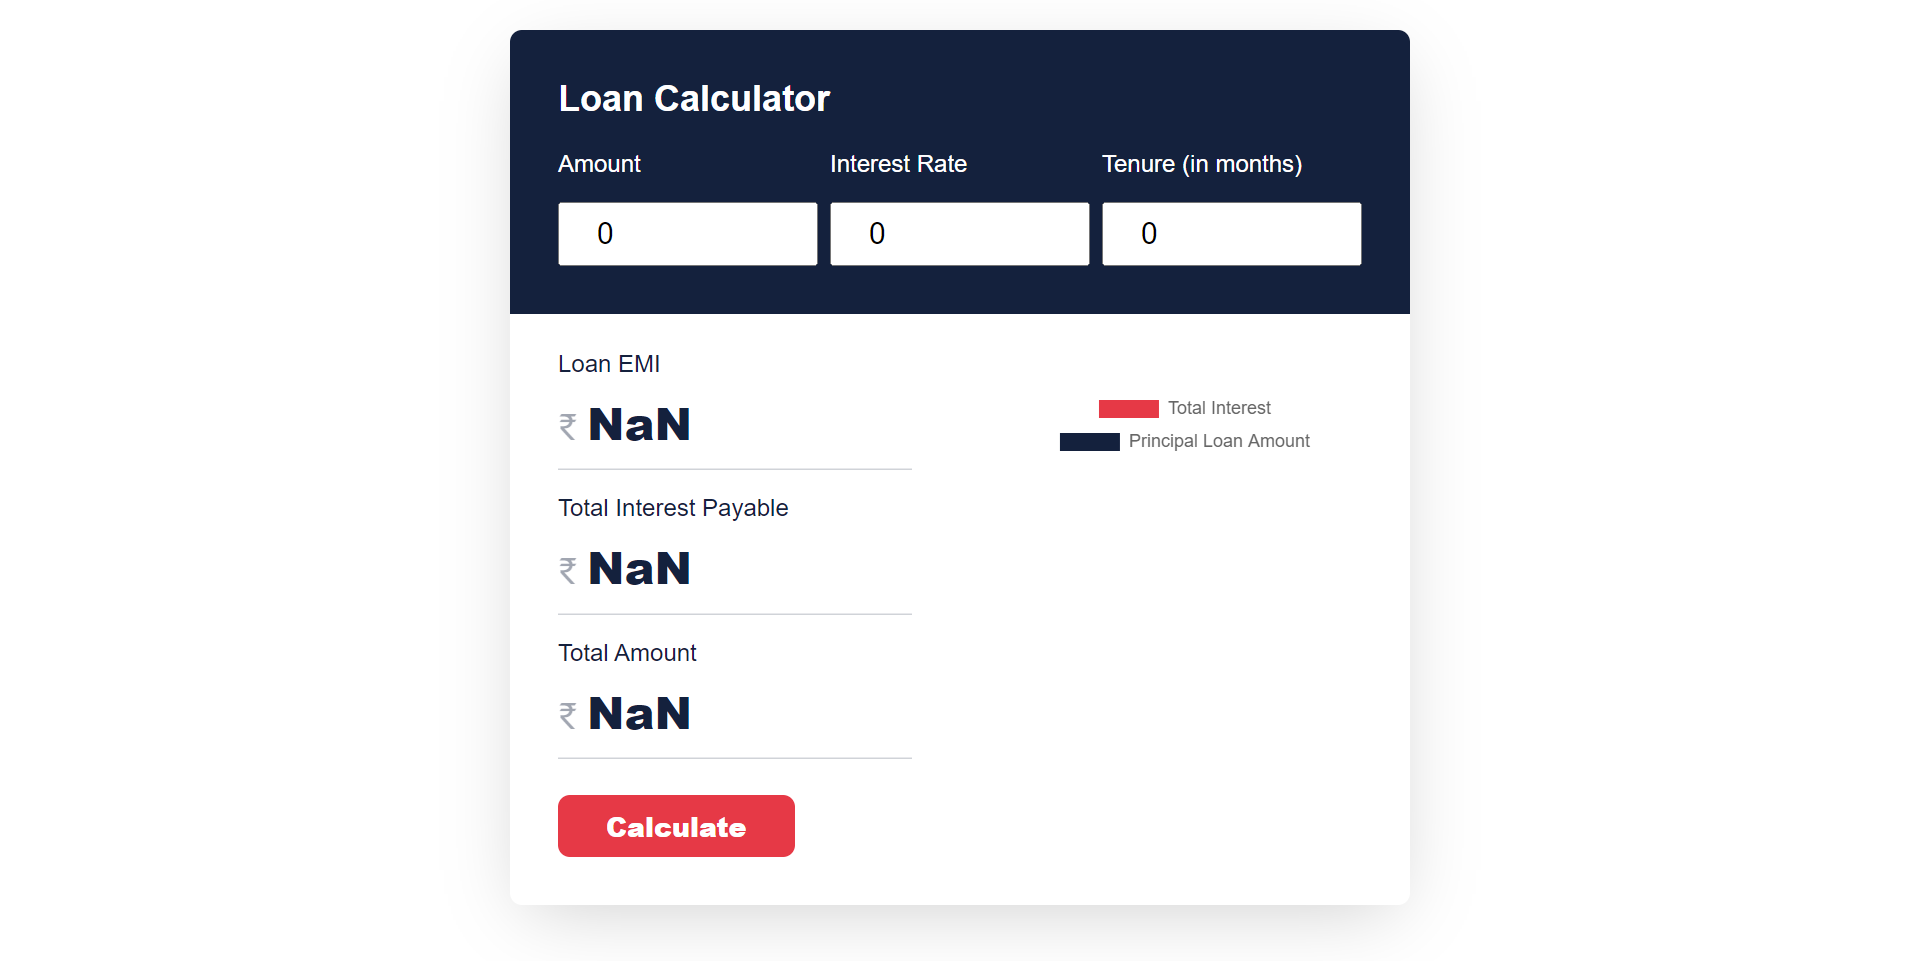 Loan Calculator
Amount Interest Rate Tenure (in months)
0 0 0
Loan EMI
₹ NaN
Total Interest
Principal Loan Amount
Total Interest Payable
₹ NaN
Total Amount
₹ NaN
Calculate